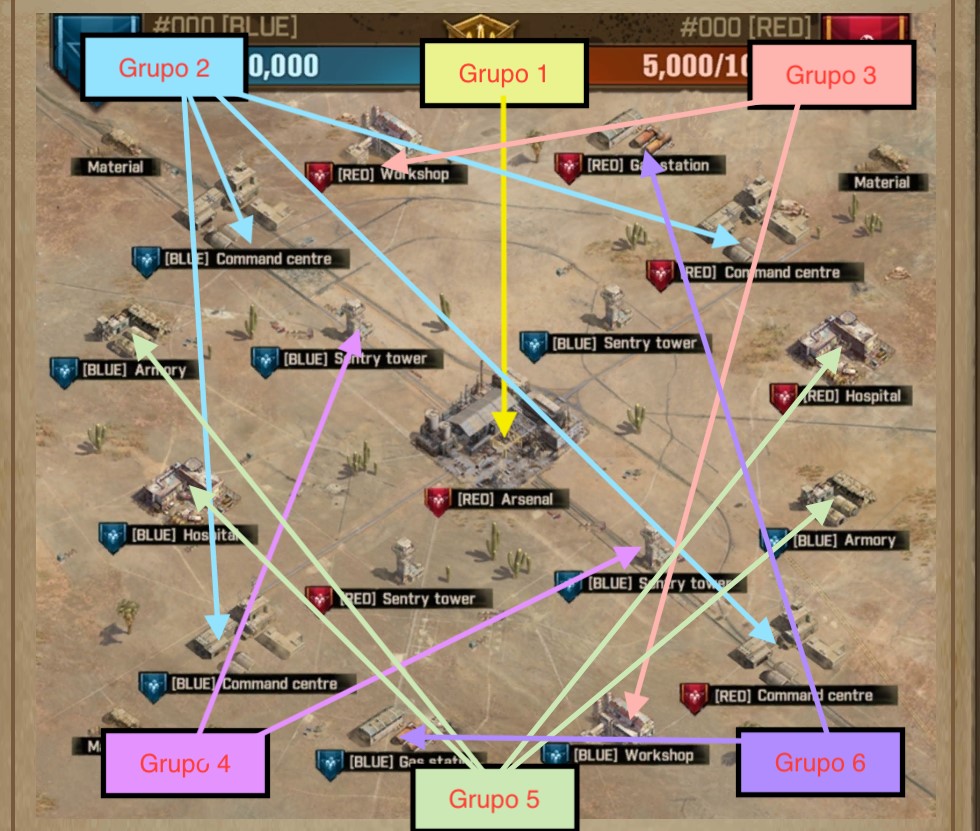 #000 [BLUE]
#000 [RED]
Grupo 2
0,000
Grupo 1
5,000/10
Grupo 3
Material
[RED] Workshop
[RED] Gas station
Material
[BLUE] Command centre
[RED] Command centre
[BLUE] Armory
[BLUE] Sentry tower
[BLUE] Sentry tower
[RED] Hospital
[RED] Arsenal
[BLUE] Hospital
[BLUE] Armory
[RED] Sentry tower
[BLUE] Sentry tower
[BLUE] Command centre
[RED] Command centre
Grupo 4
[BLUE] Gas station
[BLUE] Workshop
Grupo 6
Grupo 5